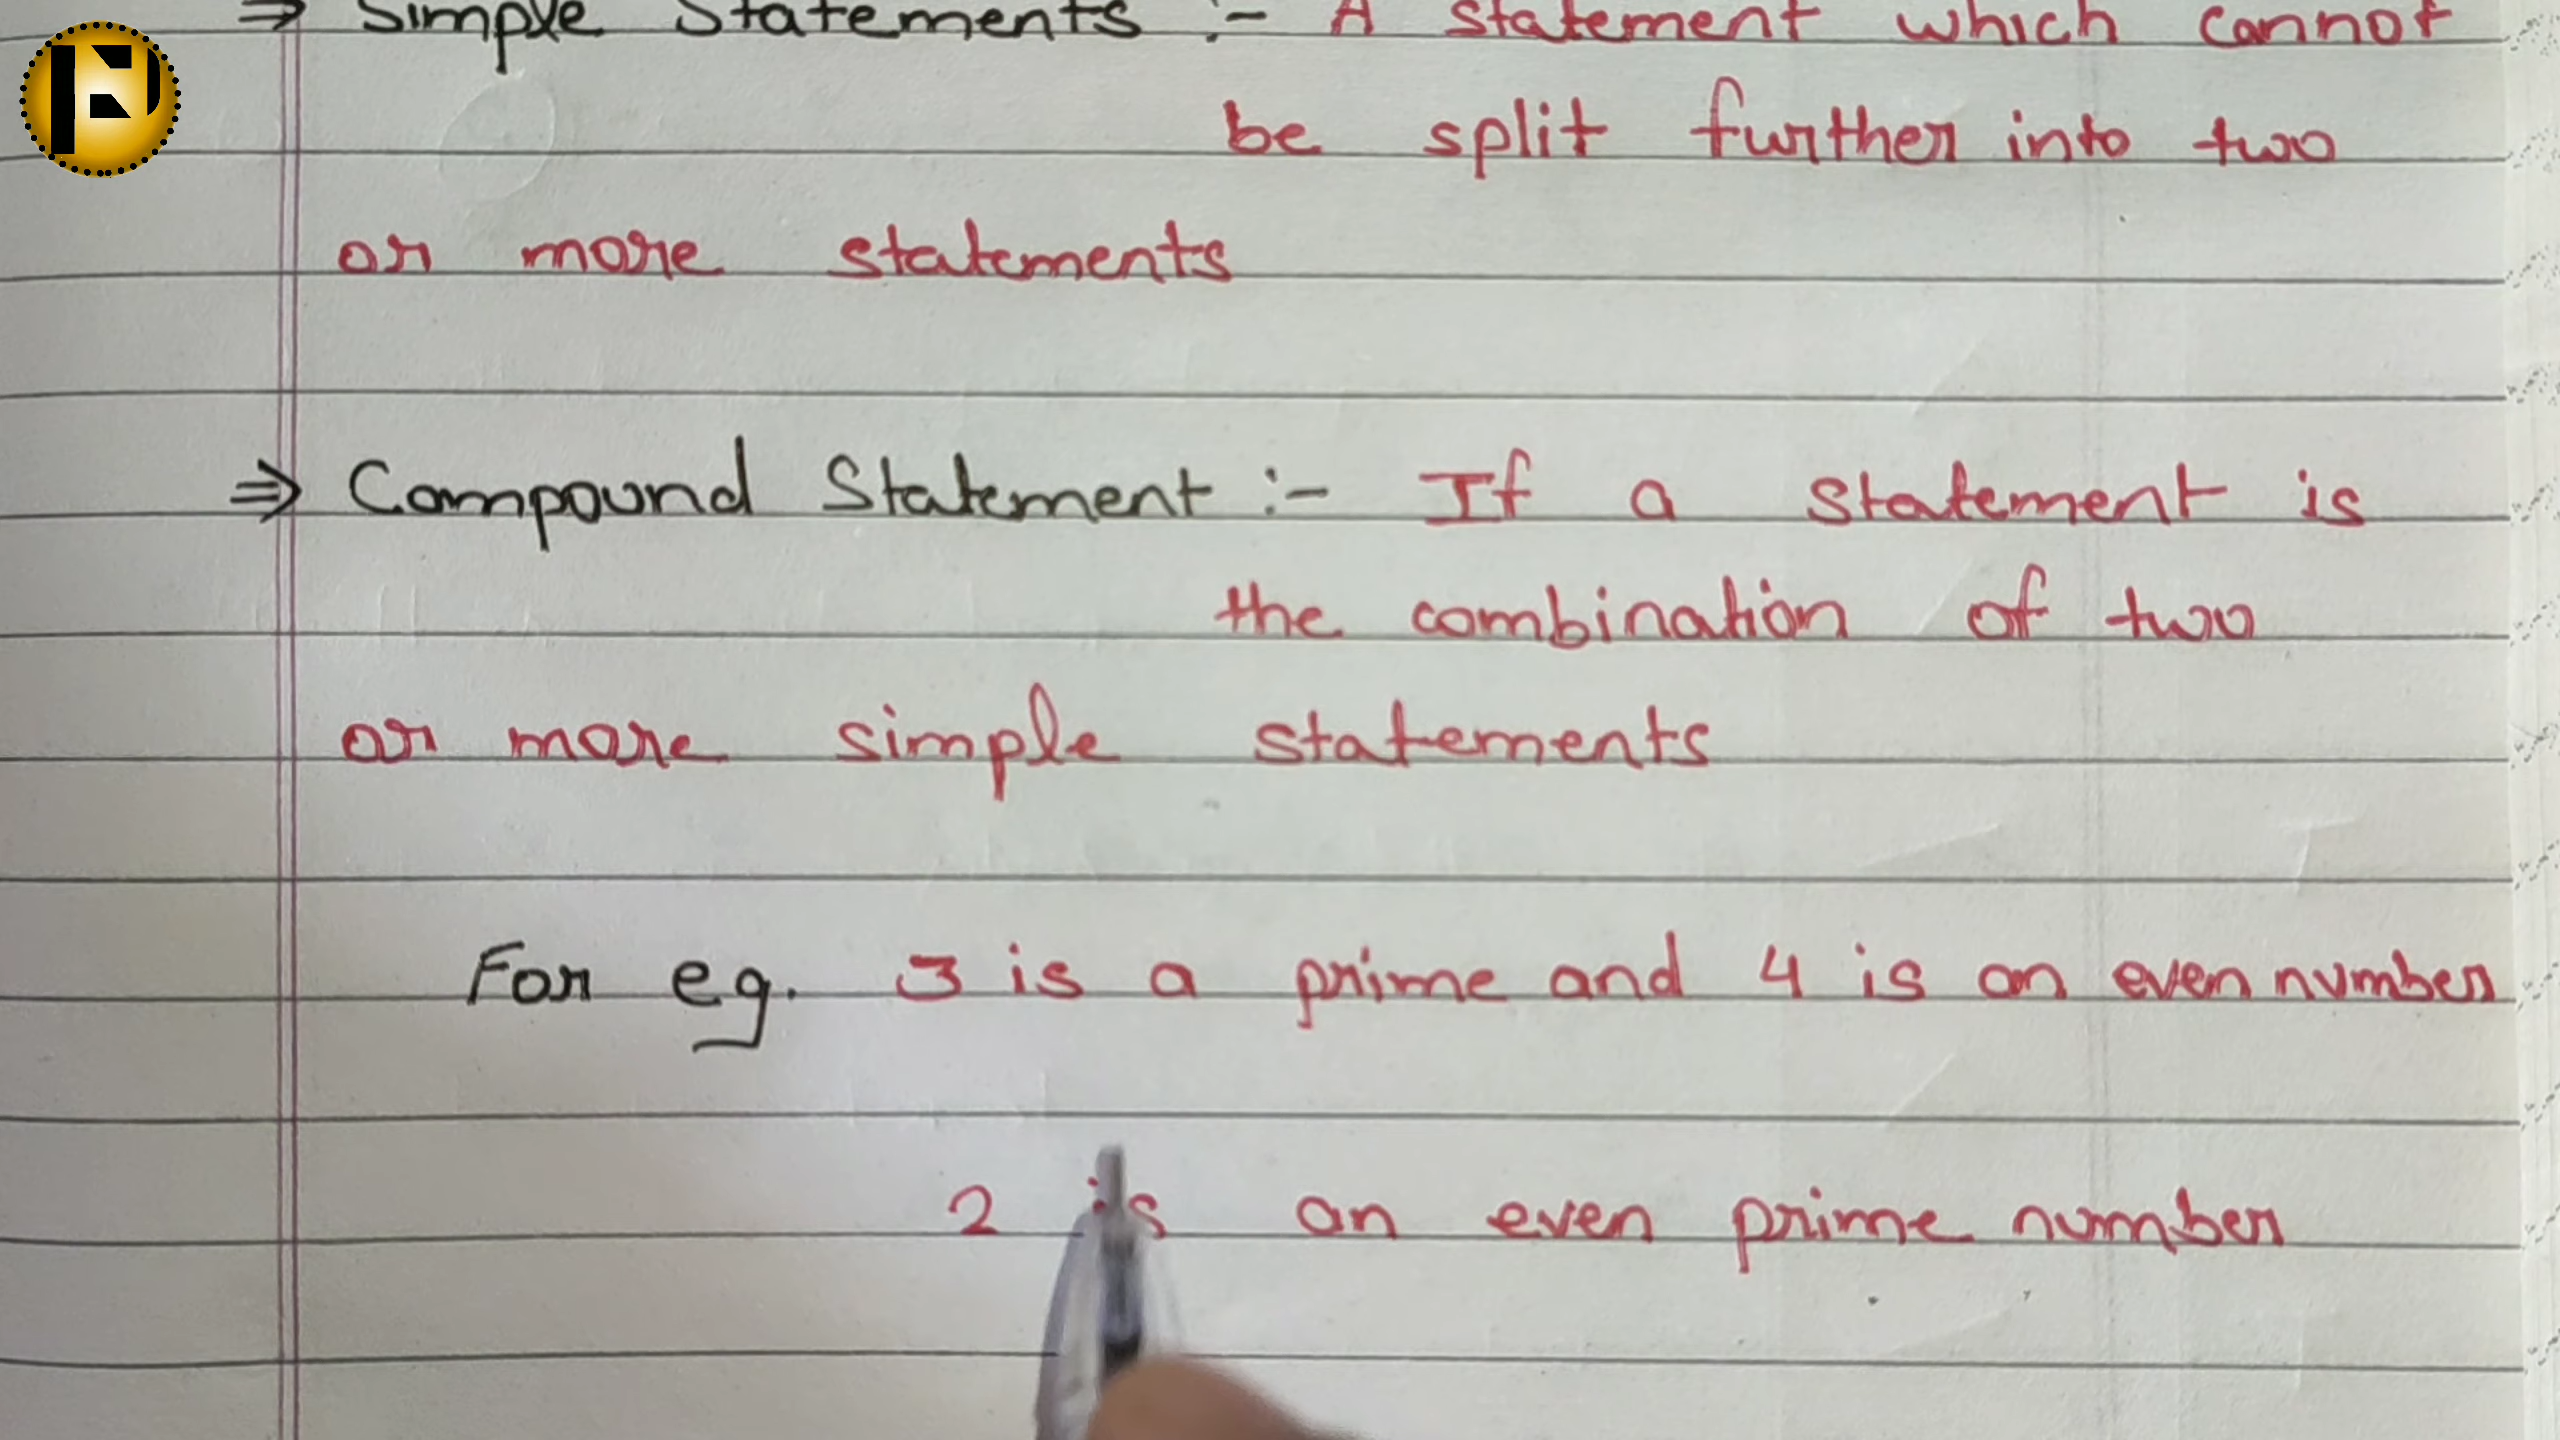 ⇒ Simple Statements :- A statement which cannot
be split further into two
or more statements
⇒ Compound Statement :- If a statement is
the combination of two
or more simple statements
For eg. 3 is a prime and 4 is an even number
2 is an even prime number